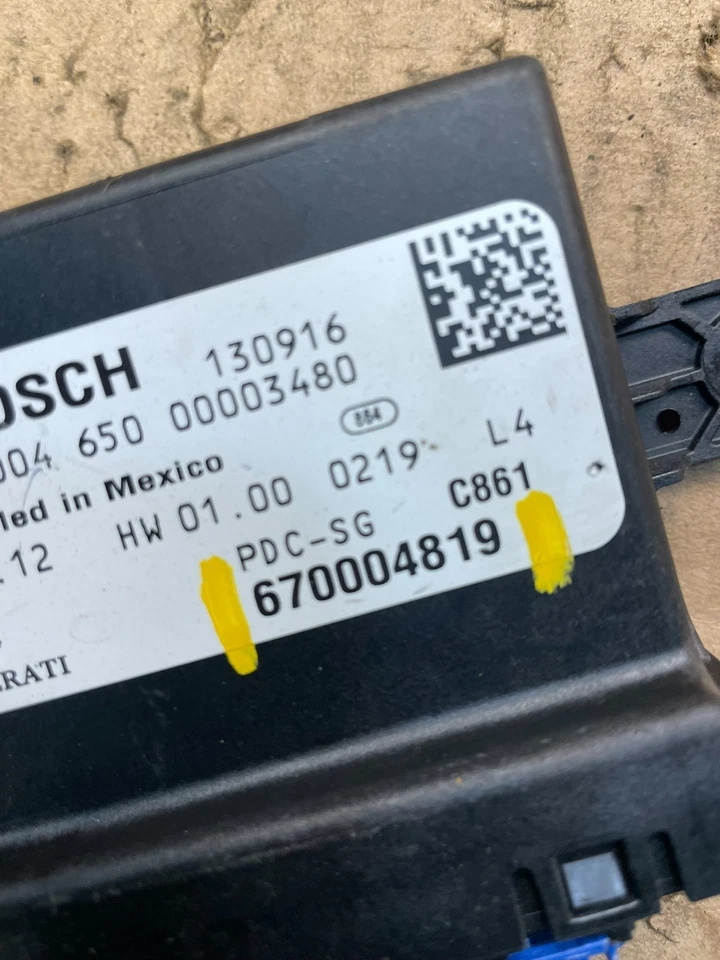 OSCH 130916
004 650 00003480
led in Mexico 884
.12 HW 01.00 0219 L4
PDC-SG C861
670004819
RATI